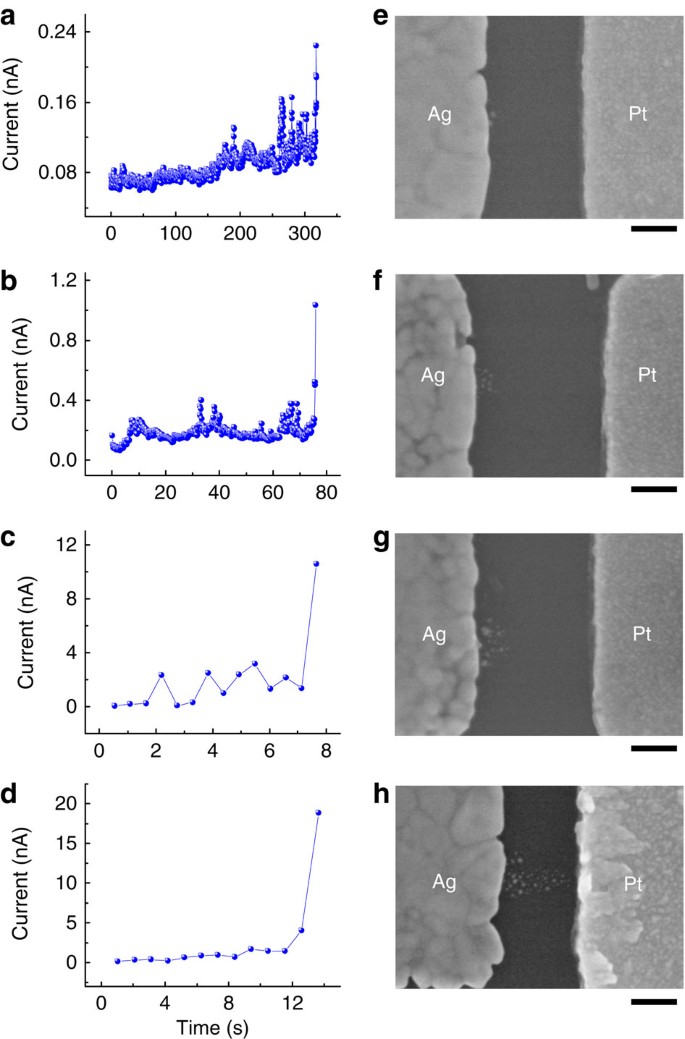 a
Current (nA)
0.24
0.16
0.08
0 100 200 300
e
Ag Pt
b
Current (nA)
1.2
0.8
0.4
0.0
0 20 40 60 80
f
Ag Pt
c
Current (nA)
12
8
4
0
0 2 4 6 8
g
Ag Pt
d
Current (nA)
20
15
10
5
0
0 4 8 12
Time (s)
h
Ag Pt